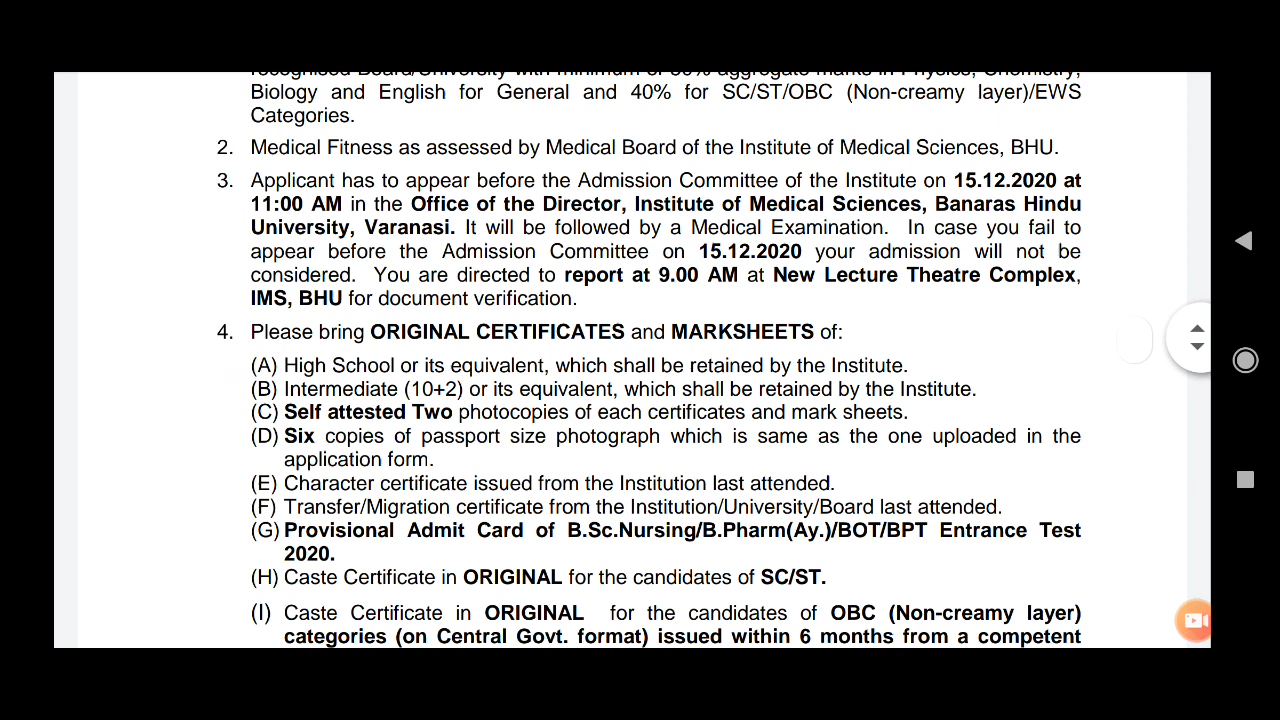 recognised Board/University with minimum of 50% aggregate marks in Physics, Chemistry,
Biology and English for General and 40% for SC/ST/OBC (Non-creamy layer)/EWS
Categories.
2. Medical Fitness as assessed by Medical Board of the Institute of Medical Sciences, BHU.
3. Applicant has to appear before the Admission Committee of the Institute on 15.12.2020 at
11:00 AM in the Office of the Director, Institute of Medical Sciences, Banaras Hindu
University, Varanasi. It will be followed by a Medical Examination. In case you fail to
appear before the Admission Committee on 15.12.2020 your admission will not be
considered. You are directed to report at 9.00 AM at New Lecture Theatre Complex,
IMS, BHU for document verification.
4. Please bring ORIGINAL CERTIFICATES and MARKSHEETS of:
(A) High School or its equivalent, which shall be retained by the Institute.
(B) Intermediate (10+2) or its equivalent, which shall be retained by the Institute.
(C) Self attested Two photocopies of each certificates and mark sheets.
(D) Six copies of passport size photograph which is same as the one uploaded in the
application form.
(E) Character certificate issued from the Institution last attended.
(F) Transfer/Migration certificate from the Institution/University/Board last attended.
(G) Provisional Admit Card of B.Sc.Nursing/B.Pharm(Ay.)/BOT/BPT Entrance Test
2020.
(H) Caste Certificate in ORIGINAL for the candidates of SC/ST.
(I) Caste Certificate in ORIGINAL for the candidates of OBC (Non-creamy layer)
categories (on Central Govt. format) issued within 6 months from a competent